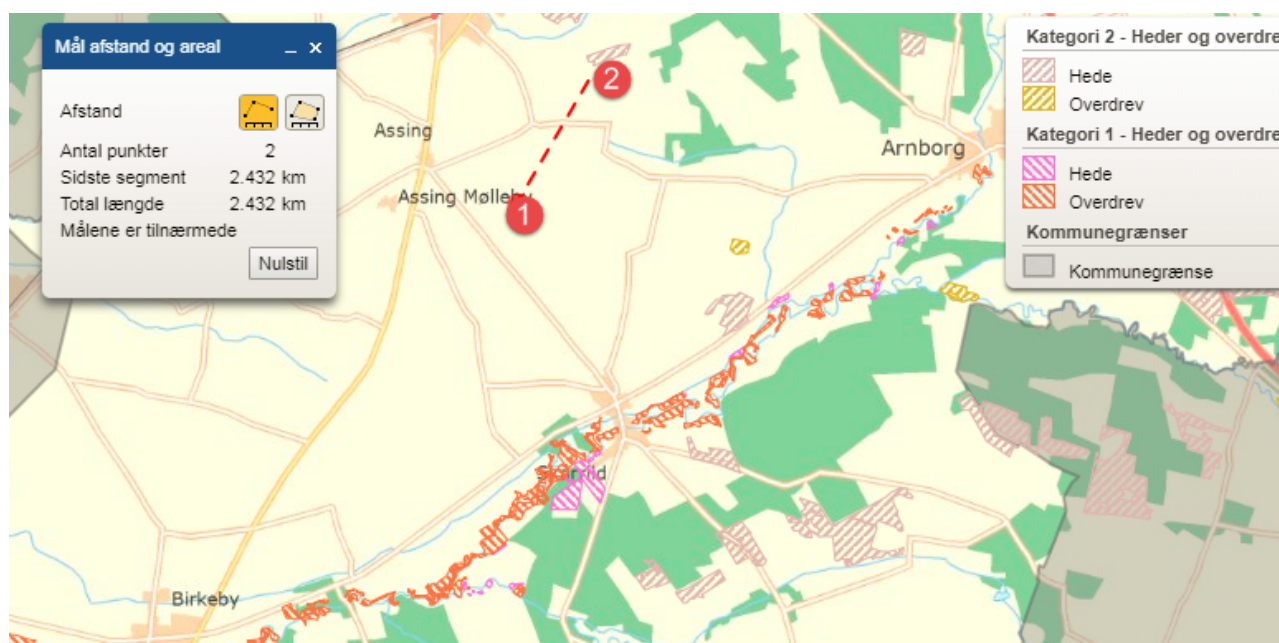 Mål afstand og areal
Afstand
Antal punkter 2
Sidste segment 2.432 km
Total længde 2.432 km
Målene er tilnærmede
Nulstil
Kategori 2 - Heder og overdre
Hede
Overdrev
Kategori 1 - Heder og overdre
Hede
Overdrev
Kommunegrænser
Kommunegrænse
2
Assing
Arnborg
Assing Mølleby
1
Birkeby